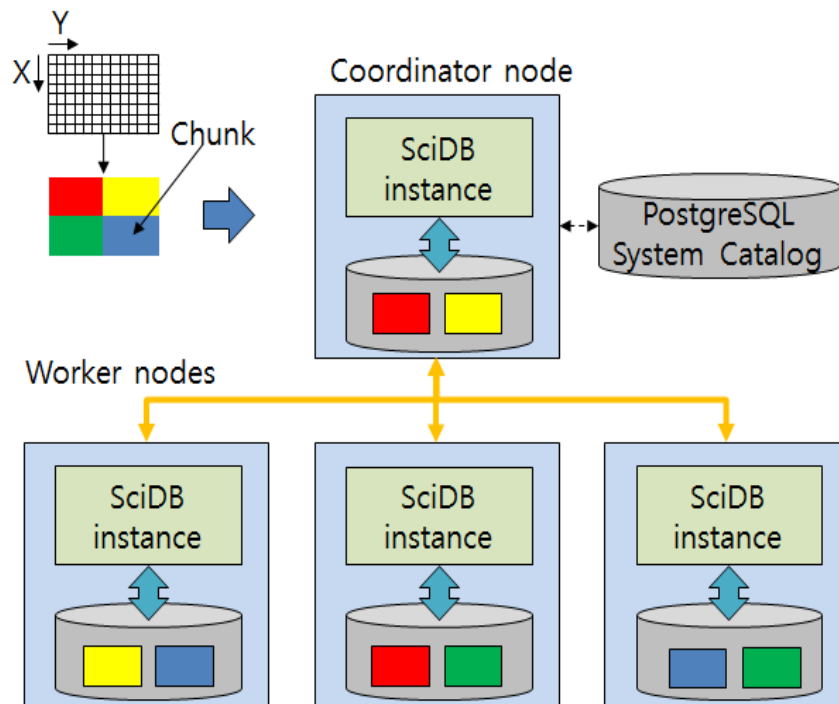 Y
X
Chunk
Coordinator node
SciDB
instance
PostgreSQL
System Catalog
Worker nodes
SciDB
instance
SciDB
instance
SciDB
instance